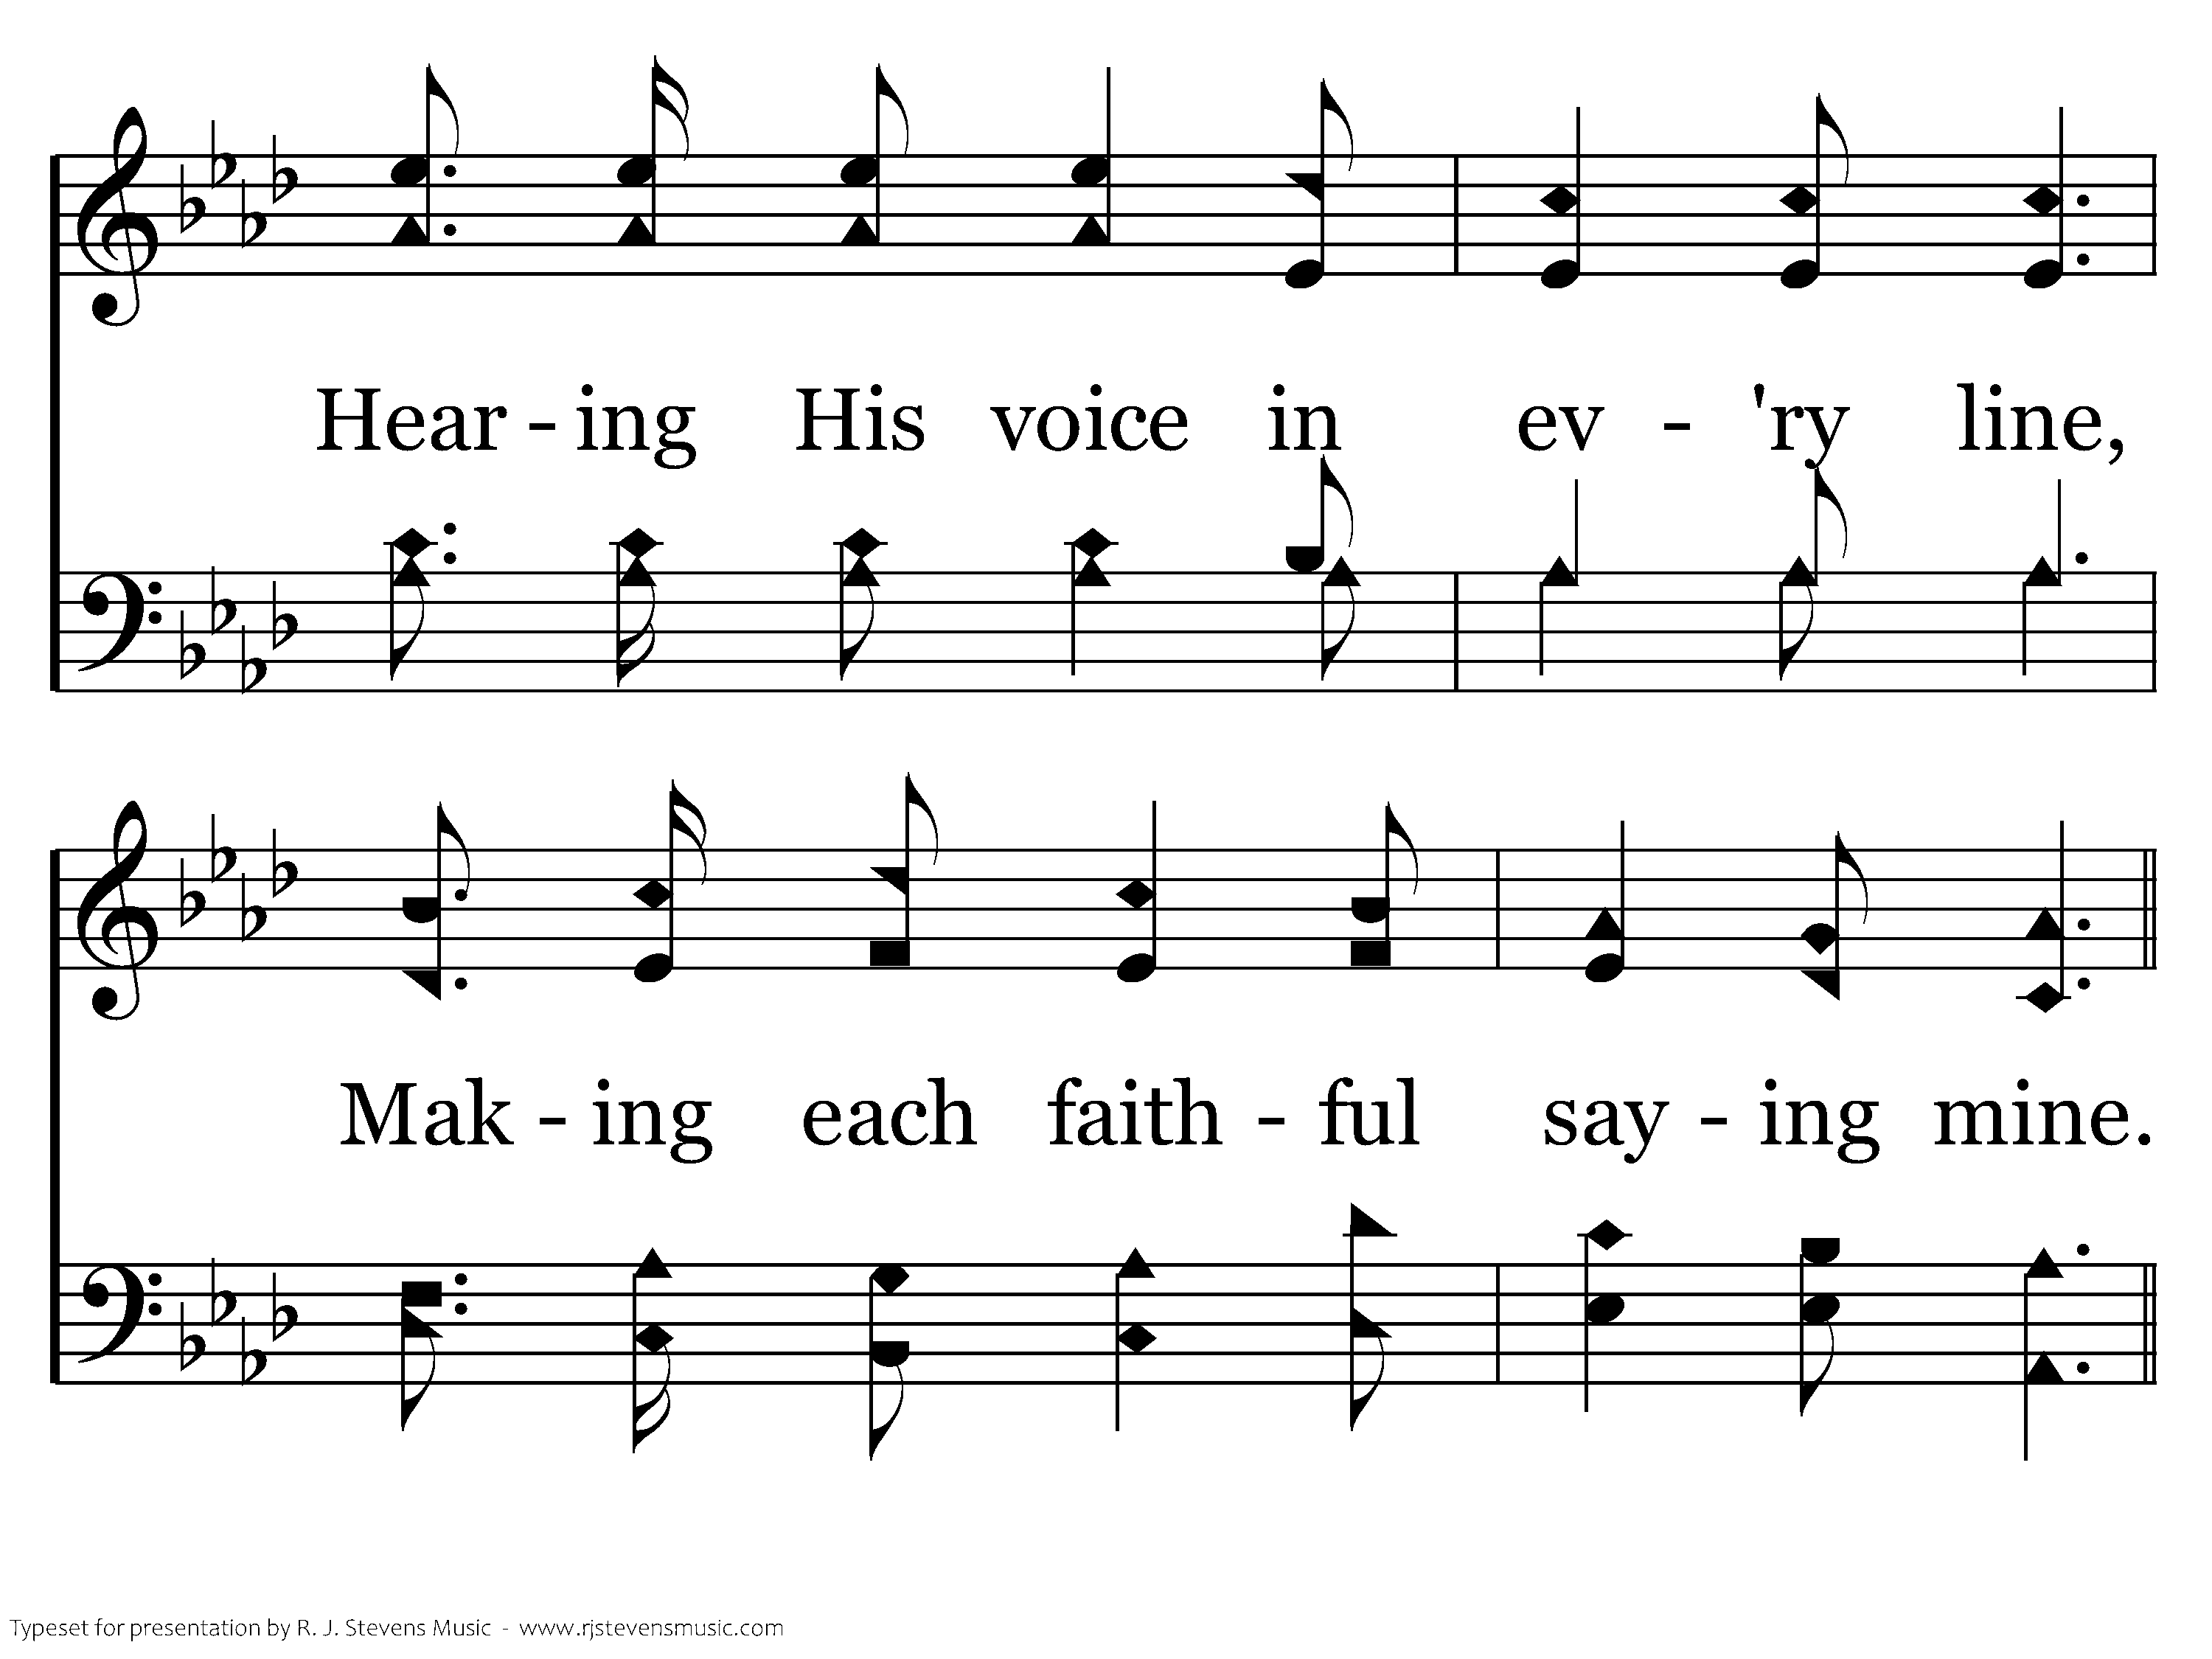 Hear - ing His voice in ev - 'ry line,
Mak - ing each faith - ful say - ing mine.
Typeset for presentation by R. J. Stevens Music - www.rjstevensmusic.com